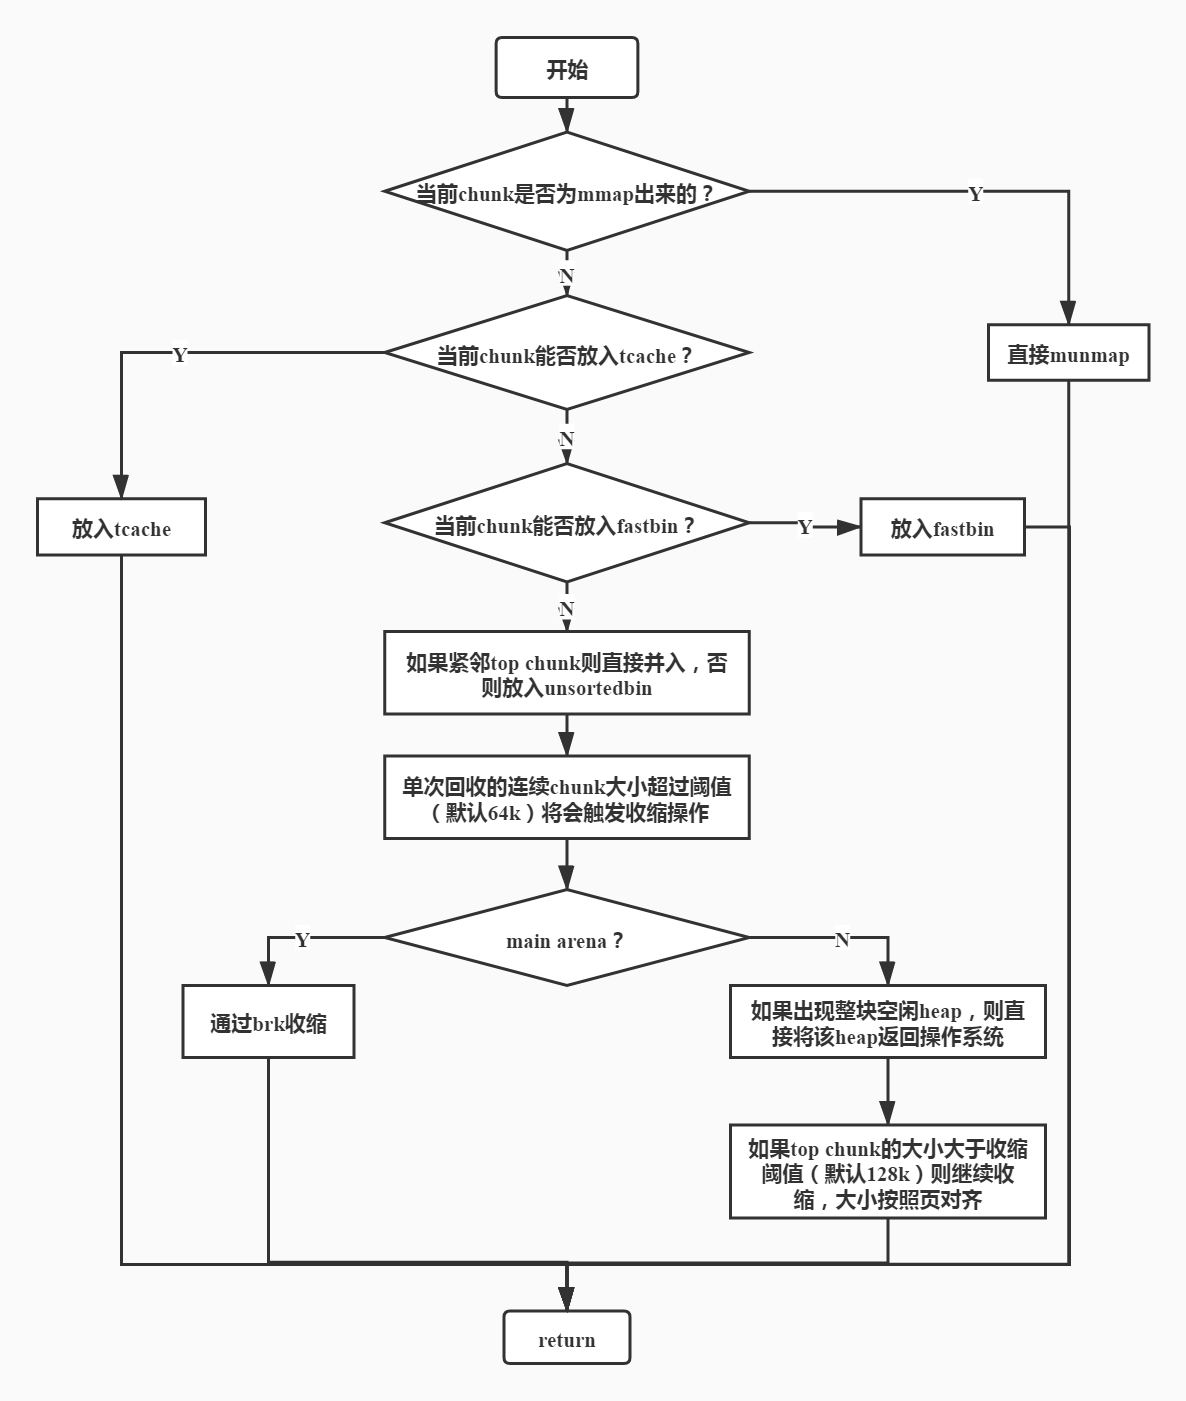 开始
当前chunk是否为mmap出来的？
Y
N
当前chunk能否放入tcache？
Y
直接munmap
N
放入tcache
当前chunk能否放入fastbin？
Y
放入fastbin
N
如果紧邻top chunk则直接并入，否
则放入unsortedbin
单次回收的连续chunk大小超过阈值
（默认64k）将会触发收缩操作
main arena？
Y
N
通过brk收缩
如果出现整块空闲heap，则直
接将该heap返回操作系统
如果top chunk的大小大于收缩
阈值（默认128k）则继续收
缩，大小按照页对齐
return